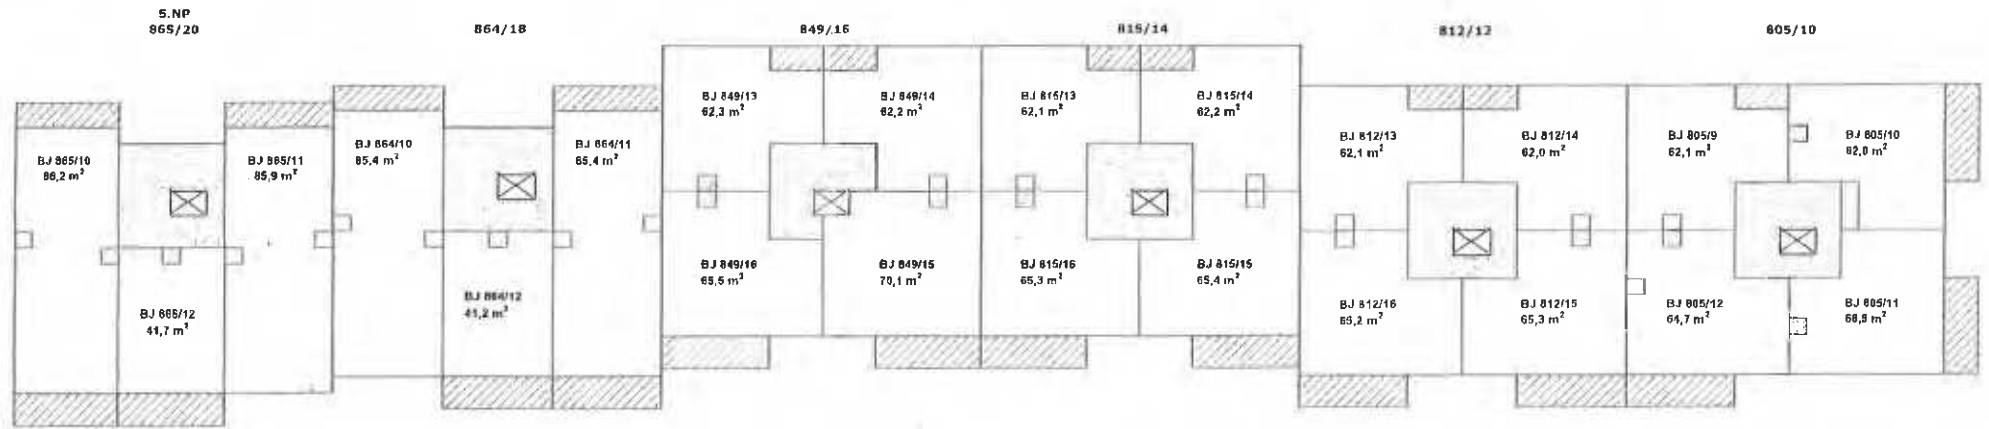 5.NP
865/20
864/18
849/16
815/14
812/12
805/10
BJ 865/10
86,2 m²
BJ 865/11
85,9 m²
BJ 865/12
41,7 m²
BJ 864/10
85,4 m²
BJ 864/11
65,4 m²
BJ 864/12
41,2 m²
BJ 849/13
62,3 m²
BJ 849/14
62,2 m²
BJ 849/16
65,5 m²
BJ 849/15
70,1 m²
BJ 815/13
62,1 m²
BJ 815/14
62,2 m²
BJ 815/16
65,3 m²
BJ 815/15
65,4 m²
BJ 812/13
62,1 m²
BJ 812/14
62,0 m²
BJ 812/16
65,2 m²
BJ 812/15
65,3 m²
BJ 805/9
62,1 m²
BJ 805/10
62,0 m²
BJ 805/12
64,7 m²
BJ 805/11